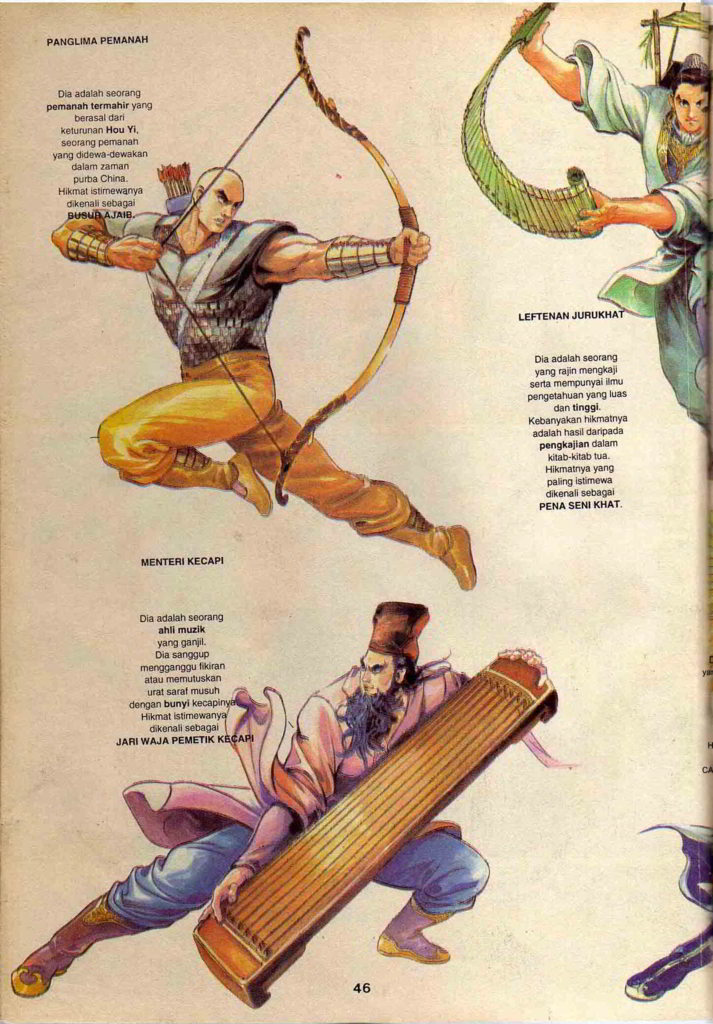 PANGLIMA PEMANAH
Dia adalah seorang
pemanah termahir yang
berasal dari
keturunan Hou Yi,
seorang pemanah
yang didewa-dewakan
dalam zaman
purba China.
Hikmat istimewanya
dikenali sebagai
BUSUR AJAIB.
LEFTENAN JURUKHAT
Dia adalah seorang
yang rajin mengkaji
serta mempunyai ilmu
pengetahuan yang luas
dan tinggi.
Kebanyakan hikmatnya
adalah hasil daripada
pengkajian dalam
kitab-kitab tua.
Hikmatnya yang
paling istimewa
dikenali sebagai
PENA SENI KHAT.
MENTERI KECAPI
Dia adalah seorang
ahli muzik
yang ganjil.
Dia sanggup
mengganggu fikiran
atau memutuskan
urat saraf musuh
dengan bunyi kecapinya
Hikmat istimewanya
dikenali sebagai
JARI WAJA PEMETIK KECAPI
46